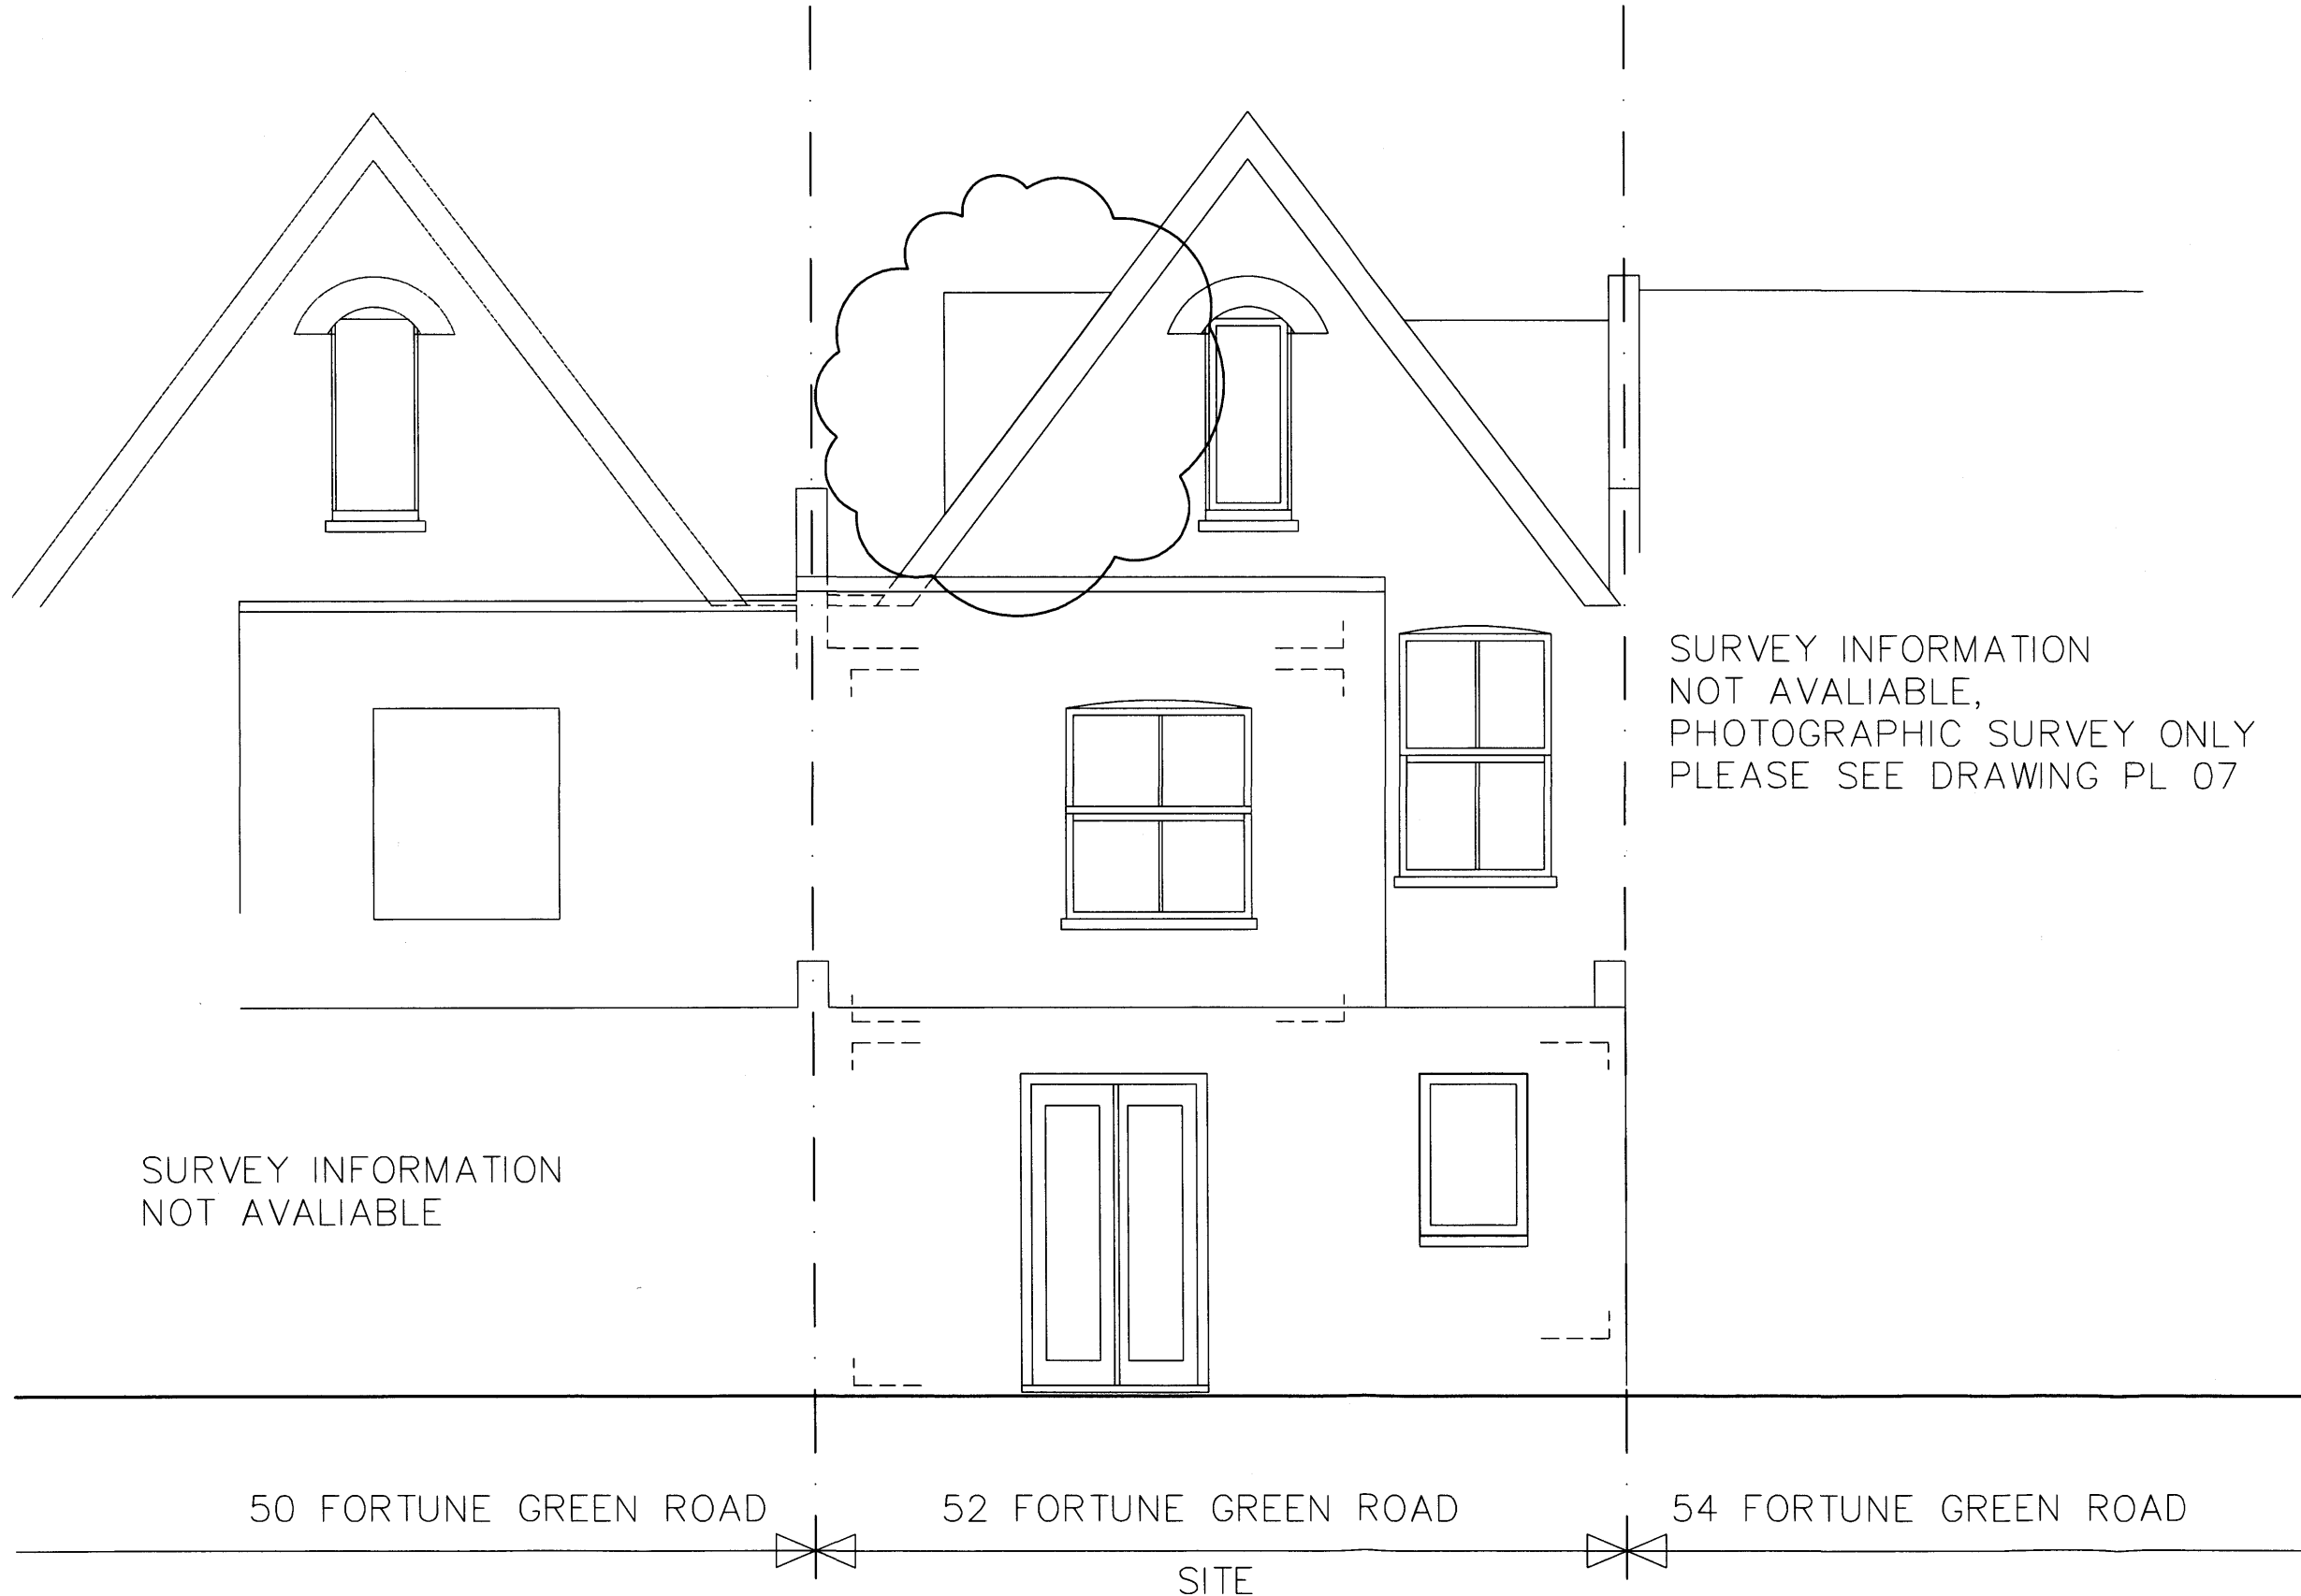 SURVEY INFORMATION
NOT AVALIABLE,
PHOTOGRAPHIC SURVEY ONLY
PLEASE SEE DRAWING PL 07
SURVEY INFORMATION
NOT AVALIABLE
50 FORTUNE GREEN ROAD
52 FORTUNE GREEN ROAD
54 FORTUNE GREEN ROAD
SITE